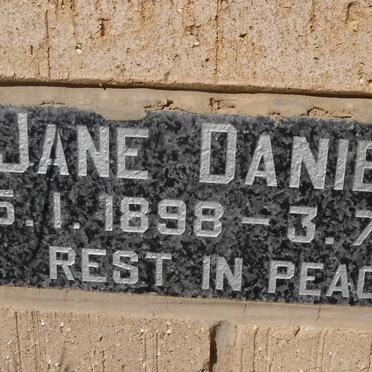 JANE DANIE
5.1.1898 – 3.7
REST IN PEAC